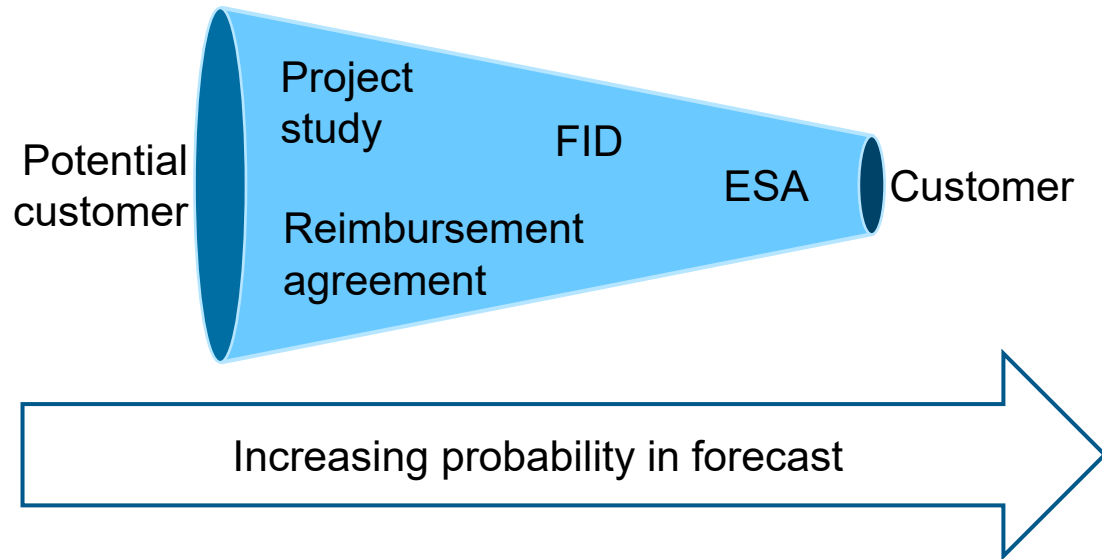 Potential
customer
Project
study
Reimbursement
agreement
FID
ESA
Customer
Increasing probability in forecast